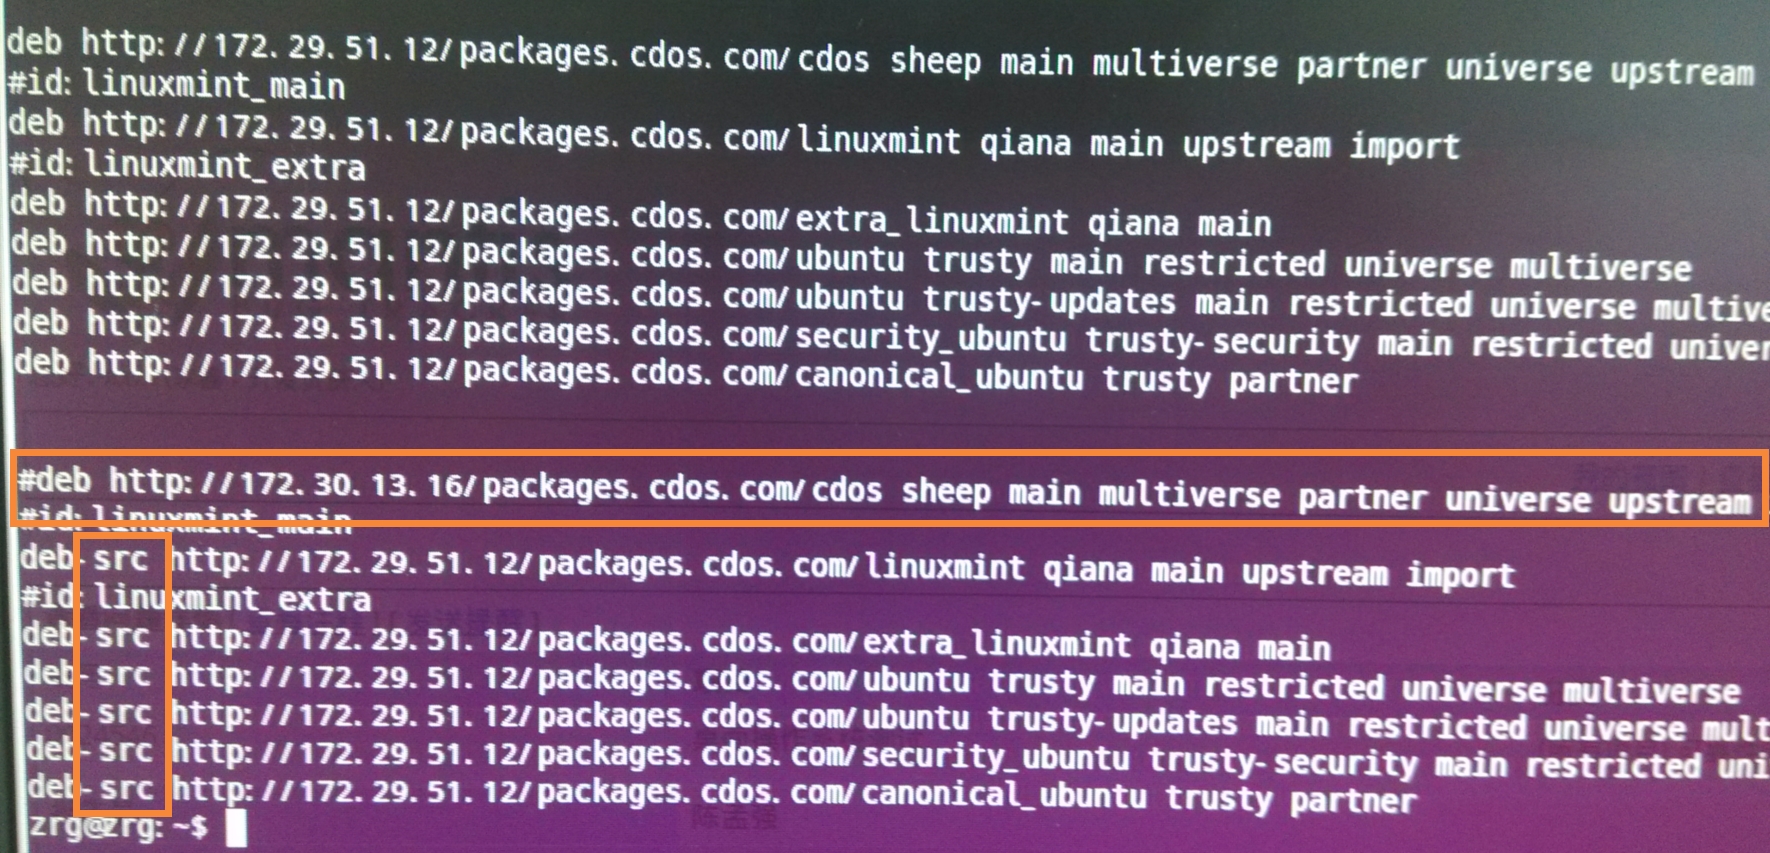 deb http://172.29.51.12/packages.cdos.com/cdos sheep main multiverse partner universe upstream
#id: linuxmint_main
deb http://172.29.51.12/packages.cdos.com/linuxmint qiana main upstream import
#id: linuxmint_extra
deb http://172.29.51.12/packages.cdos.com/extra_linuxmint qiana main
deb http://172.29.51.12/packages.cdos.com/ubuntu trusty main restricted universe multiverse
deb http://172.29.51.12/packages.cdos.com/ubuntu trusty-updates main restricted universe multive
deb http://172.29.51.12/packages.cdos.com/security_ubuntu trusty-security main restricted univer
deb http://172.29.51.12/packages.cdos.com/canonical_ubuntu trusty partner
#deb http://172.30.13.16/packages.cdos.com/cdos sheep main multiverse partner universe upstream
#id: linuxmint_main
deb-src http://172.29.51.12/packages.cdos.com/linuxmint qiana main upstream import
#id: linuxmint_extra
deb-src http://172.29.51.12/packages.cdos.com/extra_linuxmint qiana main
deb-src http://172.29.51.12/packages.cdos.com/ubuntu trusty main restricted universe multiverse
deb-src http://172.29.51.12/packages.cdos.com/ubuntu trusty-updates main restricted universe mult
deb-src http://172.29.51.12/packages.cdos.com/security_ubuntu trusty-security main restricted uni
deb-src http://172.29.51.12/packages.cdos.com/canonical_ubuntu trusty partner
zrg@zrg:~$